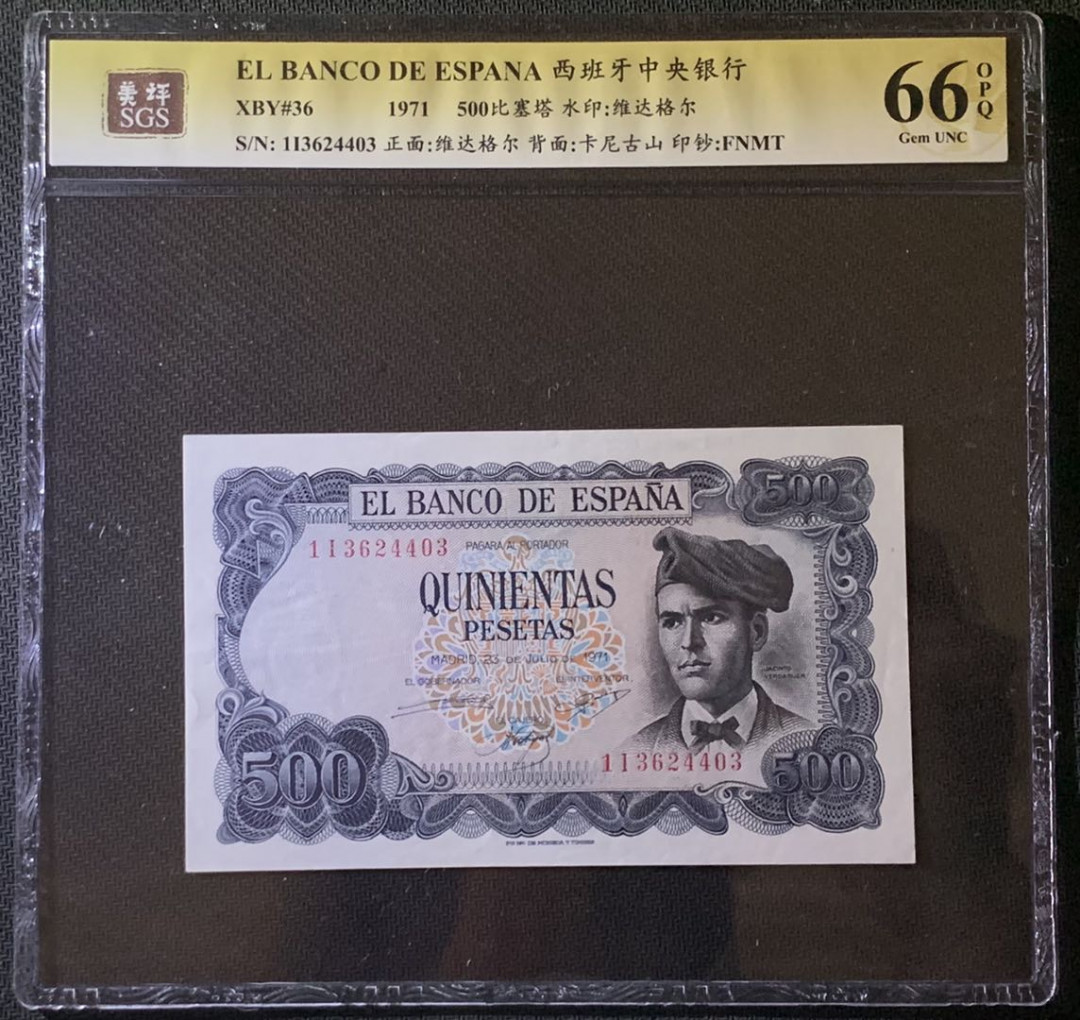 EL BANCO DE ESPANA 西班牙中央银行
XBY#36 1971 500比塞塔 水印:维达格尔
S/N: 1I3624403 正面:维达格尔 背面:卡尼古山 印钞:FNMT
美评
SGS
66
OPQ
Gem UNC
EL BANCO DE ESPAÑA
500
1I3624403
PAGARA AL PORTADOR
QUINIENTAS
PESETAS
MADRID, 23 DE JULIO DE 1971
EL GOBERNADOR
EL INTERVENTOR,
JACINTO
VERDAGUER
1I3624403
500
500